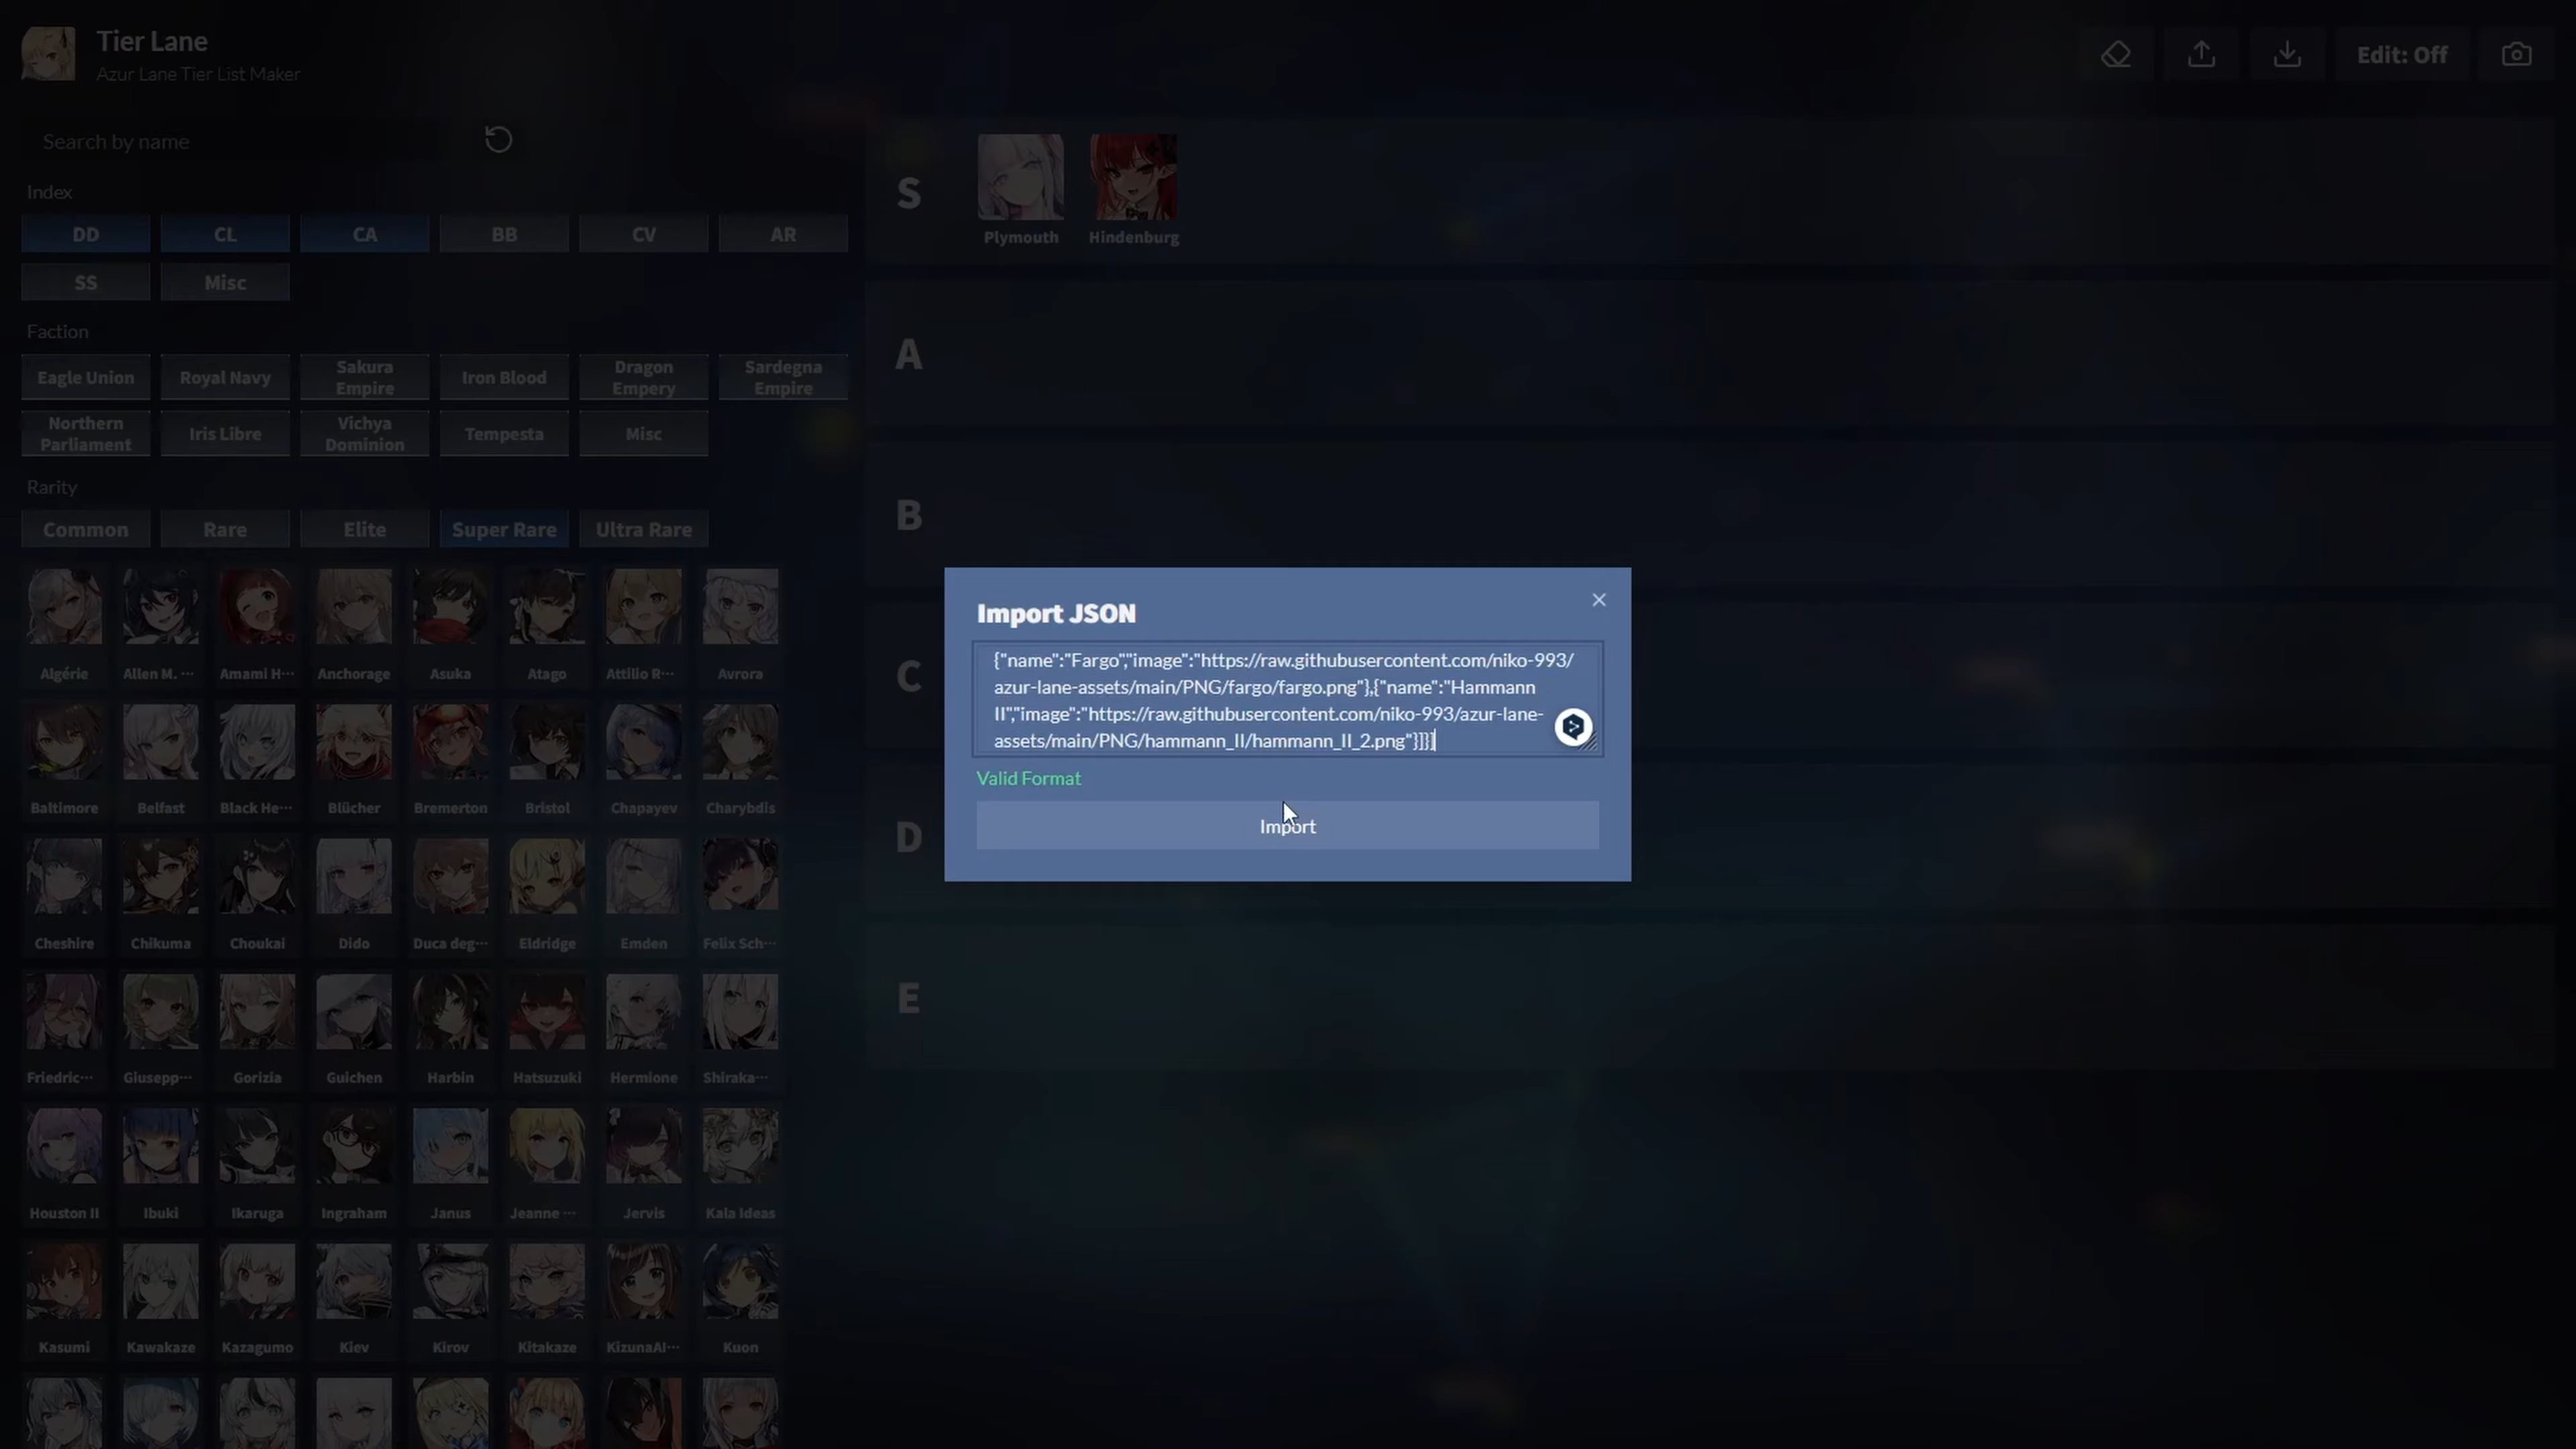 Tier Lane
Azur Lane Tier List Maker
Edit: Off
Search by name
Index
DD CL CA BB CV AR
SS Misc
Faction
Eagle Union Royal Navy Sakura Empire Iron Blood Dragon Empery Sardegna Empire
Northern Parliament Iris Libre Vichya Dominion Tempesta Misc
Rarity
Common Rare Elite Super Rare Ultra Rare
Algérie Allen M. ··· Amami H··· Anchorage Asuka Atago Attilio R··· Avrora
Baltimore Belfast Black He··· Blücher Bremerton Bristol Chapayev Charybdis
Cheshire Chikuma Choukai Dido Duca deg··· Eldridge Emden Felix Sch···
Friedric··· Giusepp··· Gorizia Guichen Harbin Hatsuzuki Hermione Shiraka···
Houston II Ibuki Ikaruga Ingraham Janus Jeanne ··· Jervis Kala Ideas
Kasumi Kawakaze Kazagumo Kiev Kirov Kitakaze KizunaAI··· Kuon
S
Plymouth Hindenburg
A
B
C
D
E
Import JSON
{"name":"Fargo","image":"https://raw.githubusercontent.com/niko-993/
azur-lane-assets/main/PNG/fargo/fargo.png"},{"name":"Hammann
II","image":"https://raw.githubusercontent.com/niko-993/azur-lane-
assets/main/PNG/hammann_II/hammann_II_2.png"}]}]
Valid Format
Import